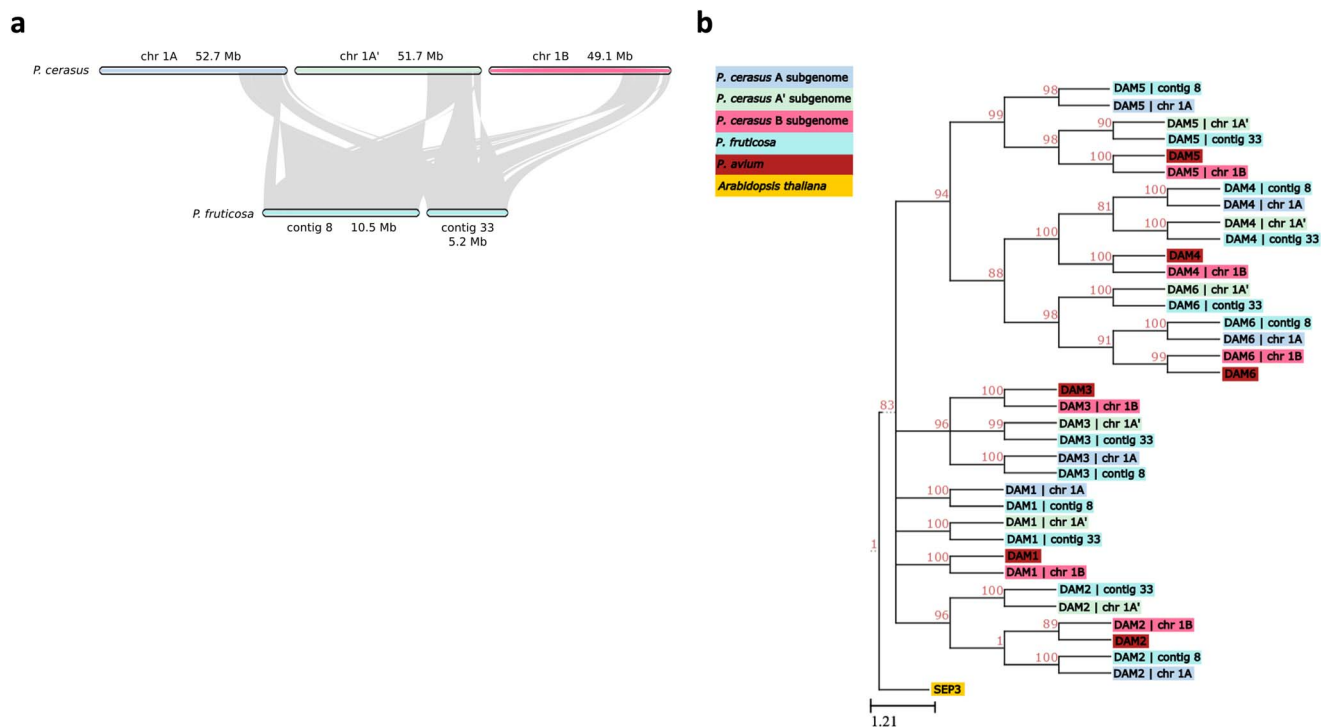 a
chr 1A 52.7 Mb chr 1A' 51.7 Mb chr 1B 49.1 Mb
P. cerasus
P. fruticosa
contig 8 10.5 Mb contig 33
5.2 Mb
b
P. cerasus A subgenome
P. cerasus A' subgenome
P. cerasus B subgenome
P. fruticosa
P. avium
Arabidopsis thaliana
98 DAM5 | contig 8
DAM5 | chr 1A
99
90 DAM5 | chr 1A'
98 DAM5 | contig 33
100 DAM5
DAM5 | chr 1B
94
100 DAM4 | contig 8
81 DAM4 | chr 1A
100 DAM4 | chr 1A'
100 DAM4 | contig 33
100 DAM4
DAM4 | chr 1B
88
100 DAM6 | chr 1A'
98 DAM6 | contig 33
100 DAM6 | contig 8
91 DAM6 | chr 1A
99 DAM6 | chr 1B
DAM6
100 DAM3
83 DAM3 | chr 1B
96 99 DAM3 | chr 1A'
DAM3 | contig 33
100 DAM3 | chr 1A
DAM3 | contig 8
100 DAM1 | chr 1A
DAM1 | contig 8
100 DAM1 | chr 1A'
DAM1 | contig 33
1 100 DAM1
DAM1 | chr 1B
100 DAM2 | contig 33
DAM2 | chr 1A'
96
89 DAM2 | chr 1B
1 DAM2
100 DAM2 | contig 8
DAM2 | chr 1A
SEP3
1.21